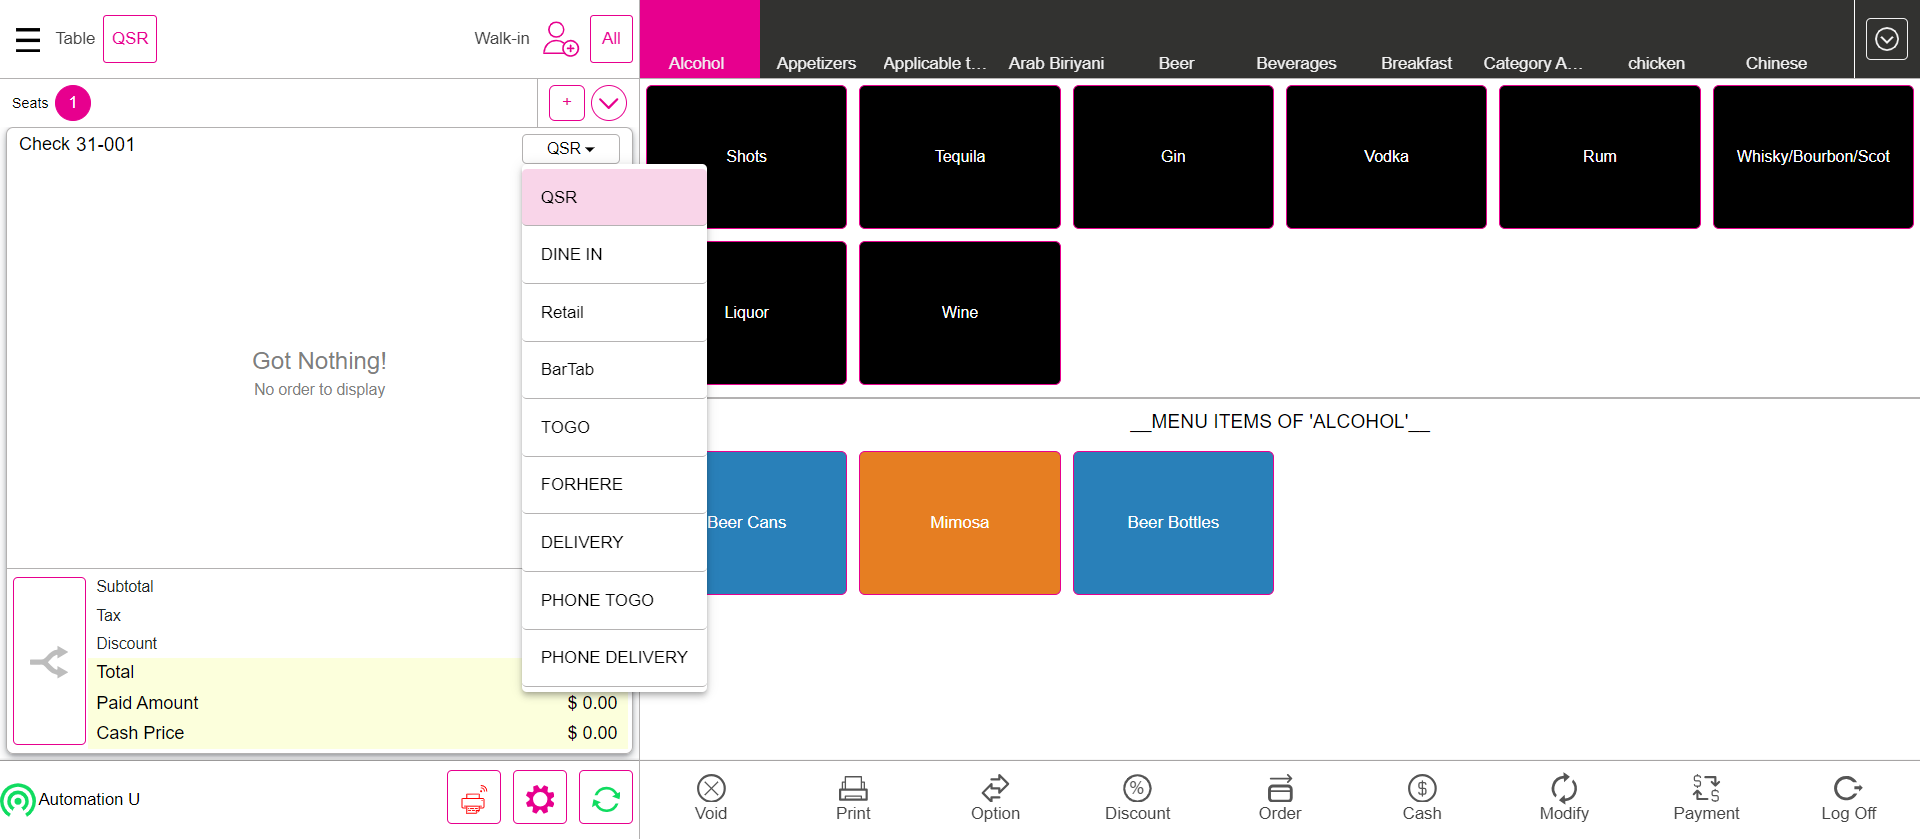 Table QSR Walk-in All
Alcohol Appetizers Applicable t... Arab Biriyani Beer Beverages Breakfast Category A... chicken Chinese
Seats 1 +
Check 31-001 QSR
QSR
DINE IN
Retail
BarTab
TOGO
FORHERE
DELIVERY
PHONE TOGO
PHONE DELIVERY
Got Nothing!
No order to display
Subtotal
Tax
Discount
Total
Paid Amount $ 0.00
Cash Price $ 0.00
Shots Tequila Gin Vodka Rum Whisky/Bourbon/Scot
Liquor Wine
__MENU ITEMS OF 'ALCOHOL'__
Beer Cans Mimosa Beer Bottles
Automation U
Void Print Option Discount Order Cash Modify Payment Log Off